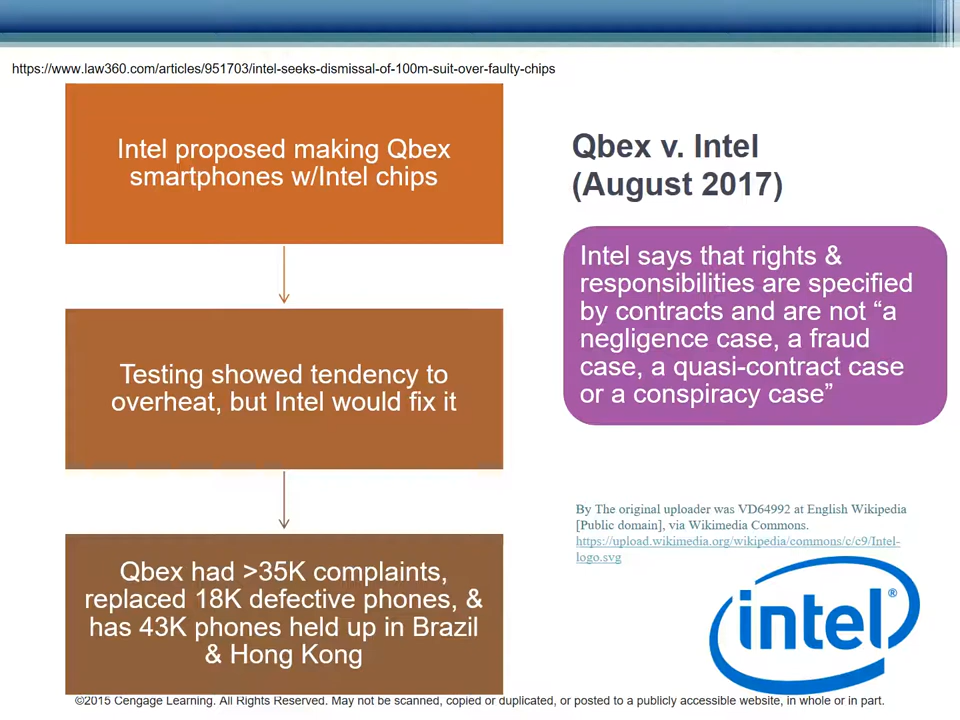 https://www.law360.com/articles/951703/intel-seeks-dismissal-of-100m-suit-over-faulty-chips
Intel proposed making Qbex
smartphones w/Intel chips
Testing showed tendency to
overheat, but Intel would fix it
Qbex had >35K complaints,
replaced 18K defective phones, &
has 43K phones held up in Brazil
& Hong Kong
Qbex v. Intel
(August 2017)
Intel says that rights &
responsibilities are specified
by contracts and are not “a
negligence case, a fraud
case, a quasi-contract case
or a conspiracy case”
By The original uploader was VD64992 at English Wikipedia
[Public domain], via Wikimedia Commons.
https://upload.wikimedia.org/wikipedia/commons/c/c9/Intel-
logo.svg
intel®
©2015 Cengage Learning. All Rights Reserved. May not be scanned, copied or duplicated, or posted to a publicly accessible website, in whole or in part.